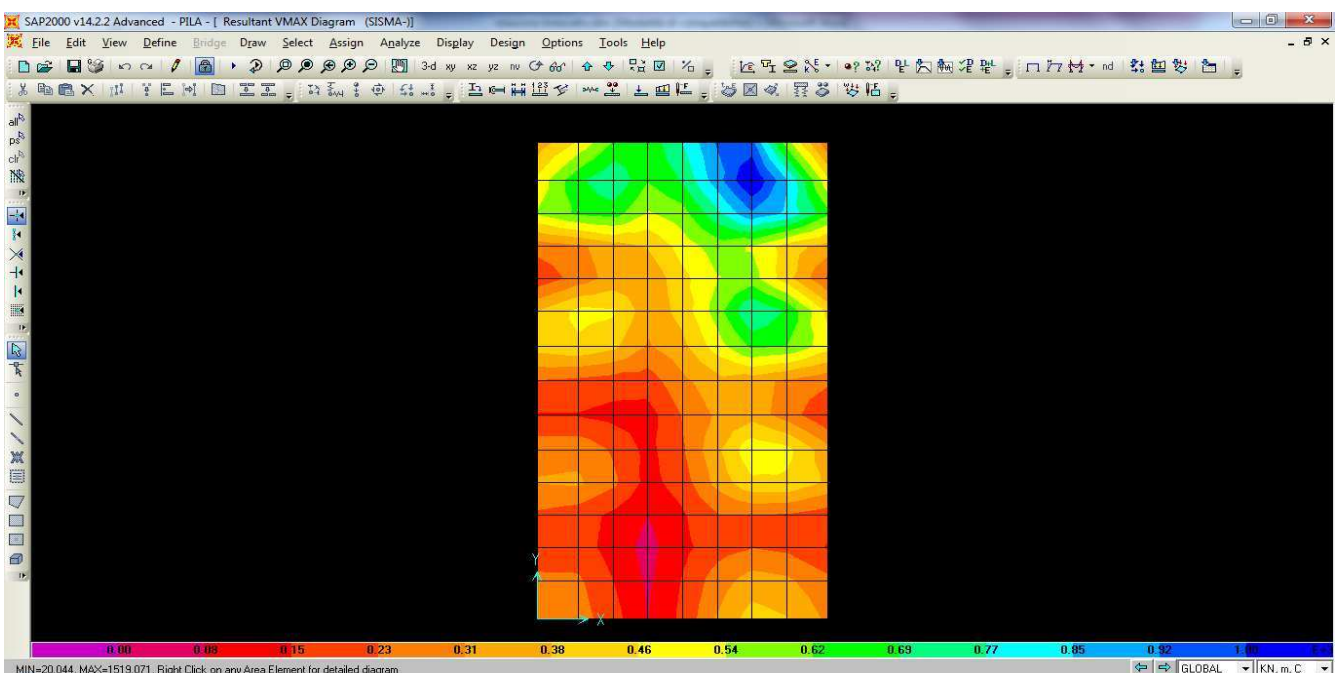 SAP2000 v14.2.2 Advanced - PILA - [ Resultant VMAX Diagram (SISMA-)]
File Edit View Define Bridge Draw Select Assign Analyze Display Design Options Tools Help
3-d xy xz yz nv nd
all
ps
clr
Y
X
0.00 0.08 0.15 0.23 0.31 0.38 0.46 0.54 0.62 0.69 0.77 0.85 0.92 1.00 E+3
MIN=20.044, MAX=1519.071, Right Click on any Area Element for detailed diagram GLOBAL KN, m, C